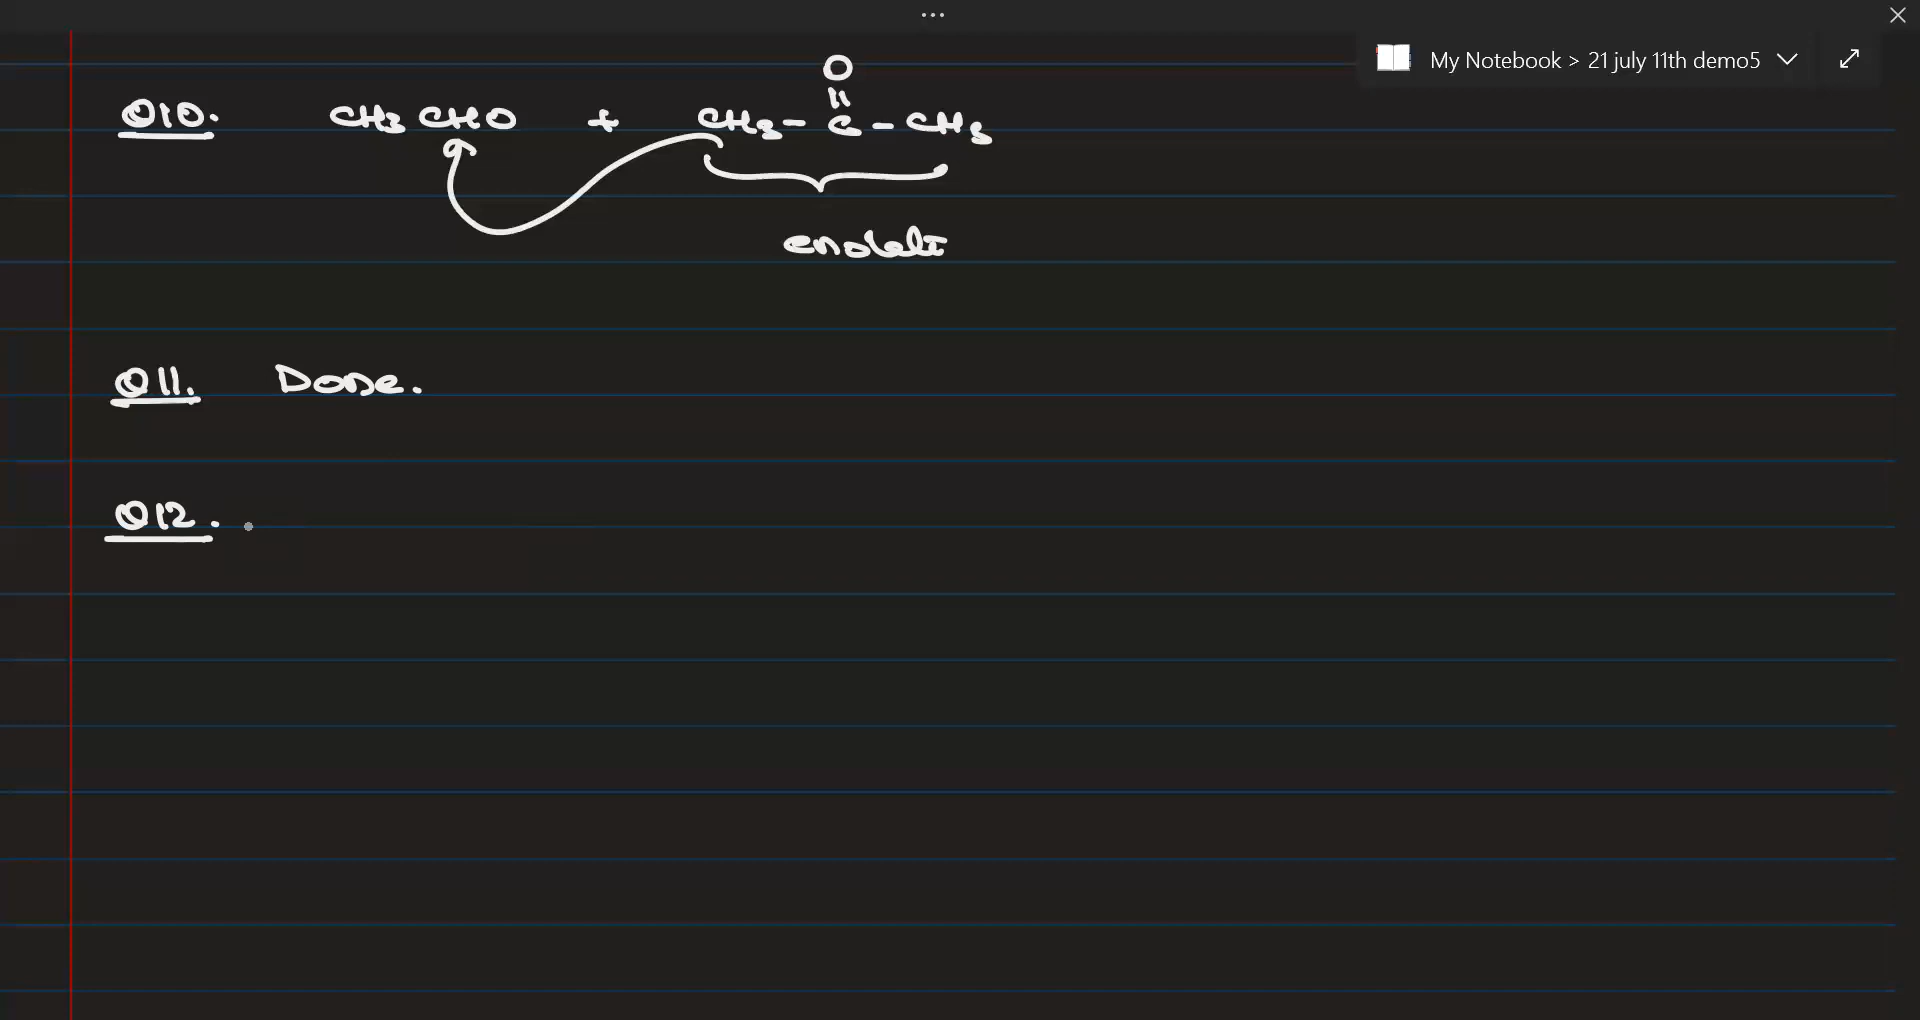 My Notebook > 21 july 11th demo5
O
||
Q10. CH3 CHO + CH3 - C - CH3
enolate
Q11. Done.
Q12.